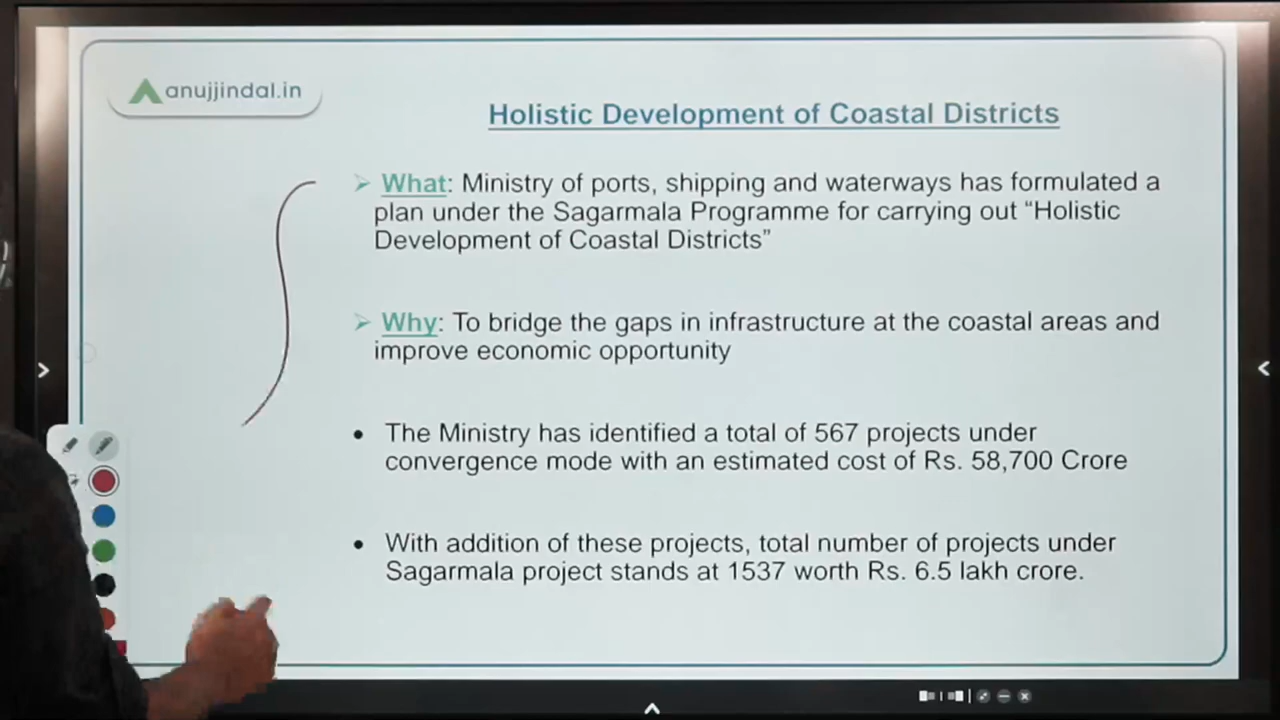 anujjindal.in
Holistic Development of Coastal Districts
What: Ministry of ports, shipping and waterways has formulated a
plan under the Sagarmala Programme for carrying out “Holistic
Development of Coastal Districts”
Why: To bridge the gaps in infrastructure at the coastal areas and
improve economic opportunity
The Ministry has identified a total of 567 projects under
convergence mode with an estimated cost of Rs. 58,700 Crore
With addition of these projects, total number of projects under
Sagarmala project stands at 1537 worth Rs. 6.5 lakh crore.